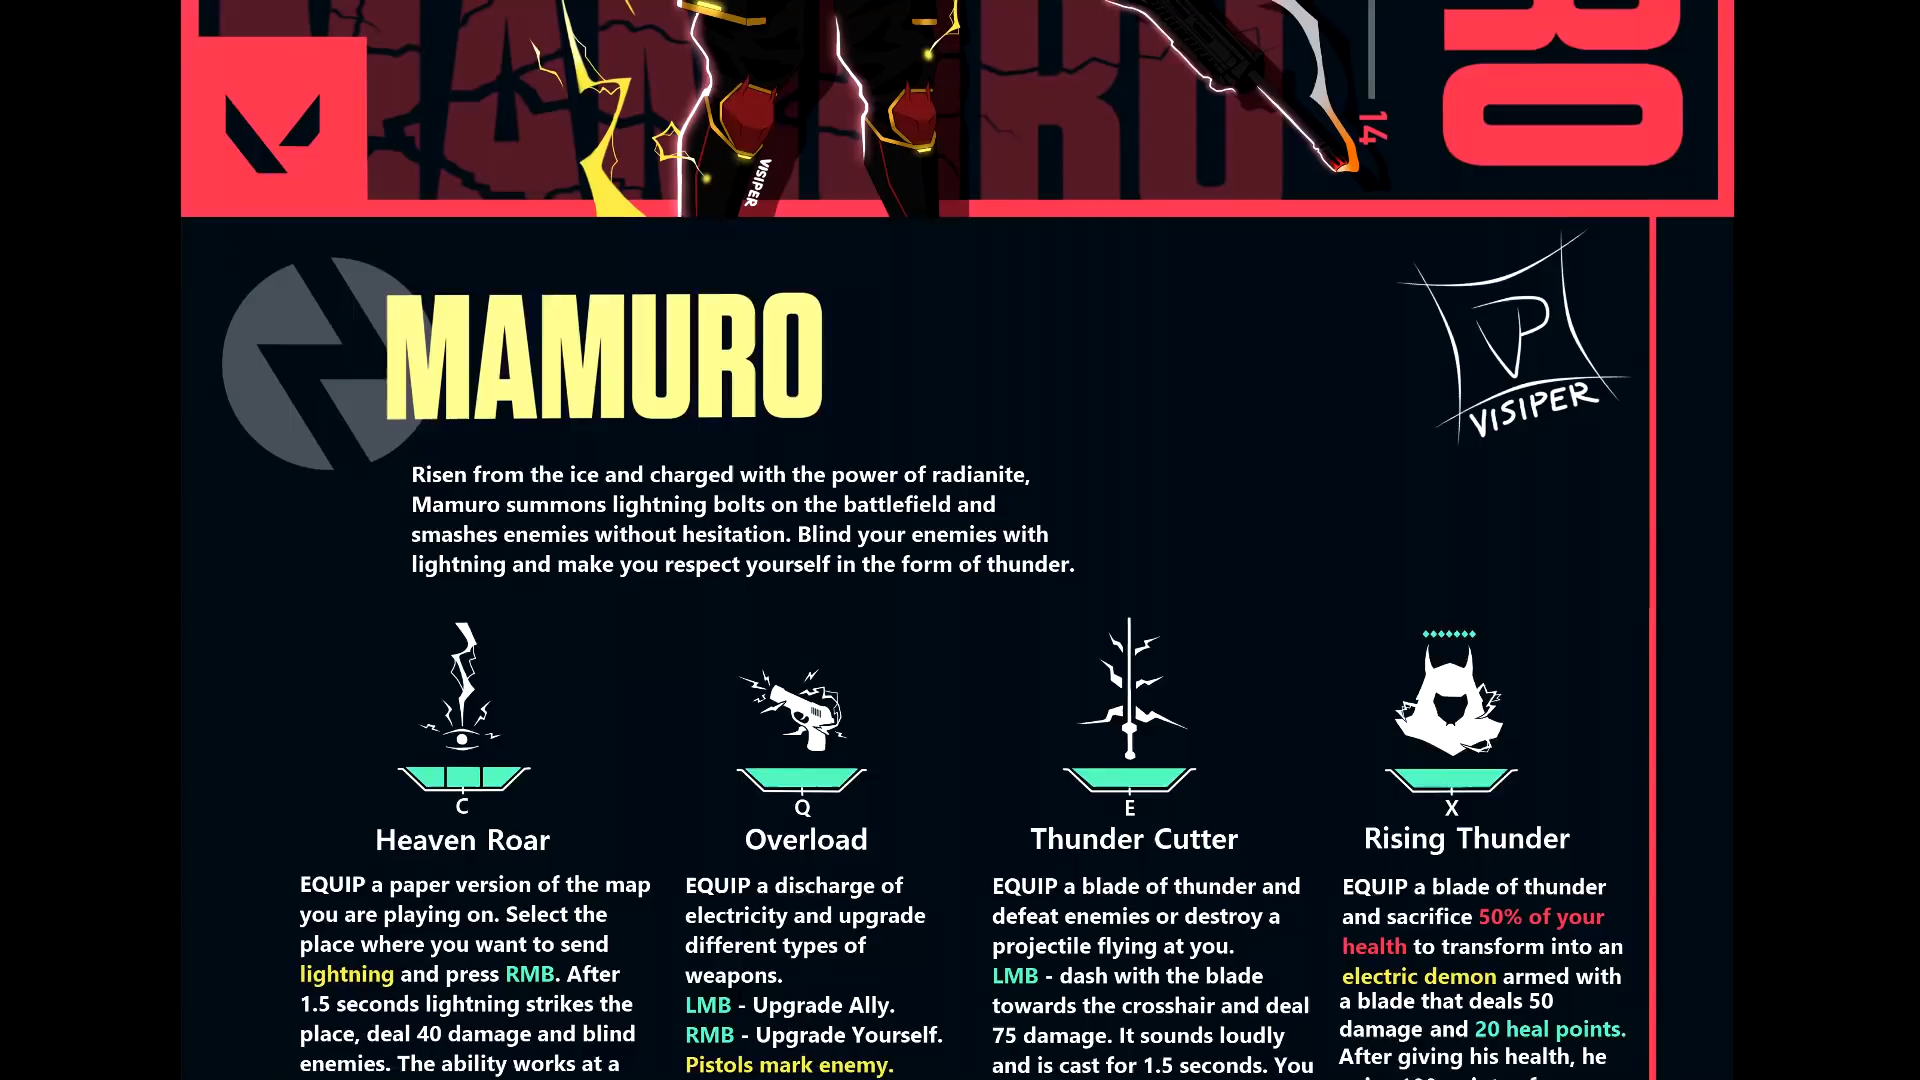 RO
14
VISIPER
MAMURO
VISIPER
Risen from the ice and charged with the power of radianite,
Mamuro summons lightning bolts on the battlefield and
smashes enemies without hesitation. Blind your enemies with
lightning and make you respect yourself in the form of thunder.
C
Heaven Roar
EQUIP a paper version of the map
you are playing on. Select the
place where you want to send
lightning and press RMB. After
1.5 seconds lightning strikes the
place, deal 40 damage and blind
enemies. The ability works at a
Q
Overload
EQUIP a discharge of
electricity and upgrade
different types of
weapons.
LMB - Upgrade Ally.
RMB - Upgrade Yourself.
Pistols mark enemy.
E
Thunder Cutter
EQUIP a blade of thunder and
defeat enemies or destroy a
projectile flying at you.
LMB - dash with the blade
towards the crosshair and deal
75 damage. It sounds loudly
and is cast for 1.5 seconds. You
X
Rising Thunder
EQUIP a blade of thunder
and sacrifice 50% of your
health to transform into an
electric demon armed with
a blade that deals 50
damage and 20 heal points.
After giving his health, he